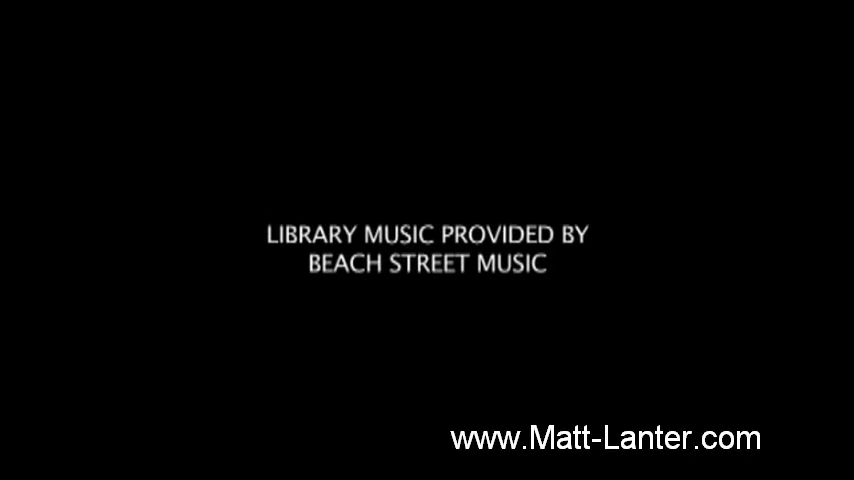 LIBRARY MUSIC PROVIDED BY
BEACH STREET MUSIC
www.Matt-Lanter.com